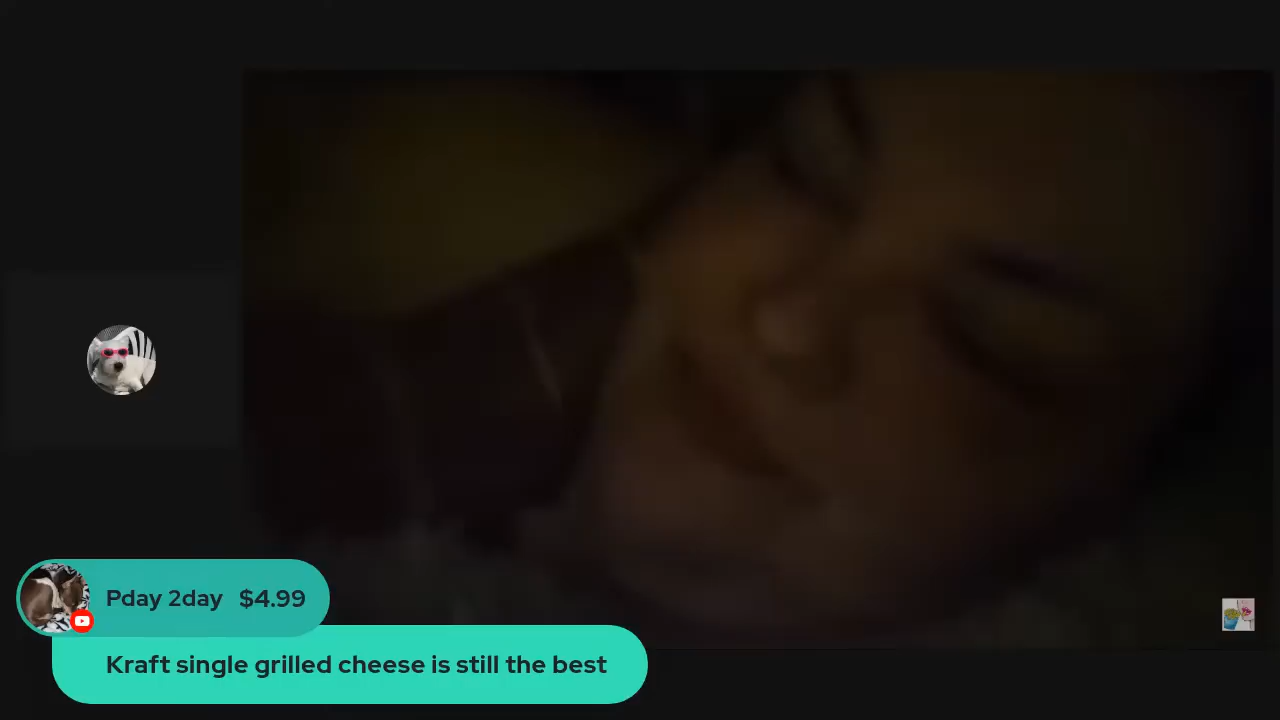 Pday 2day $4.99
Kraft single grilled cheese is still the best